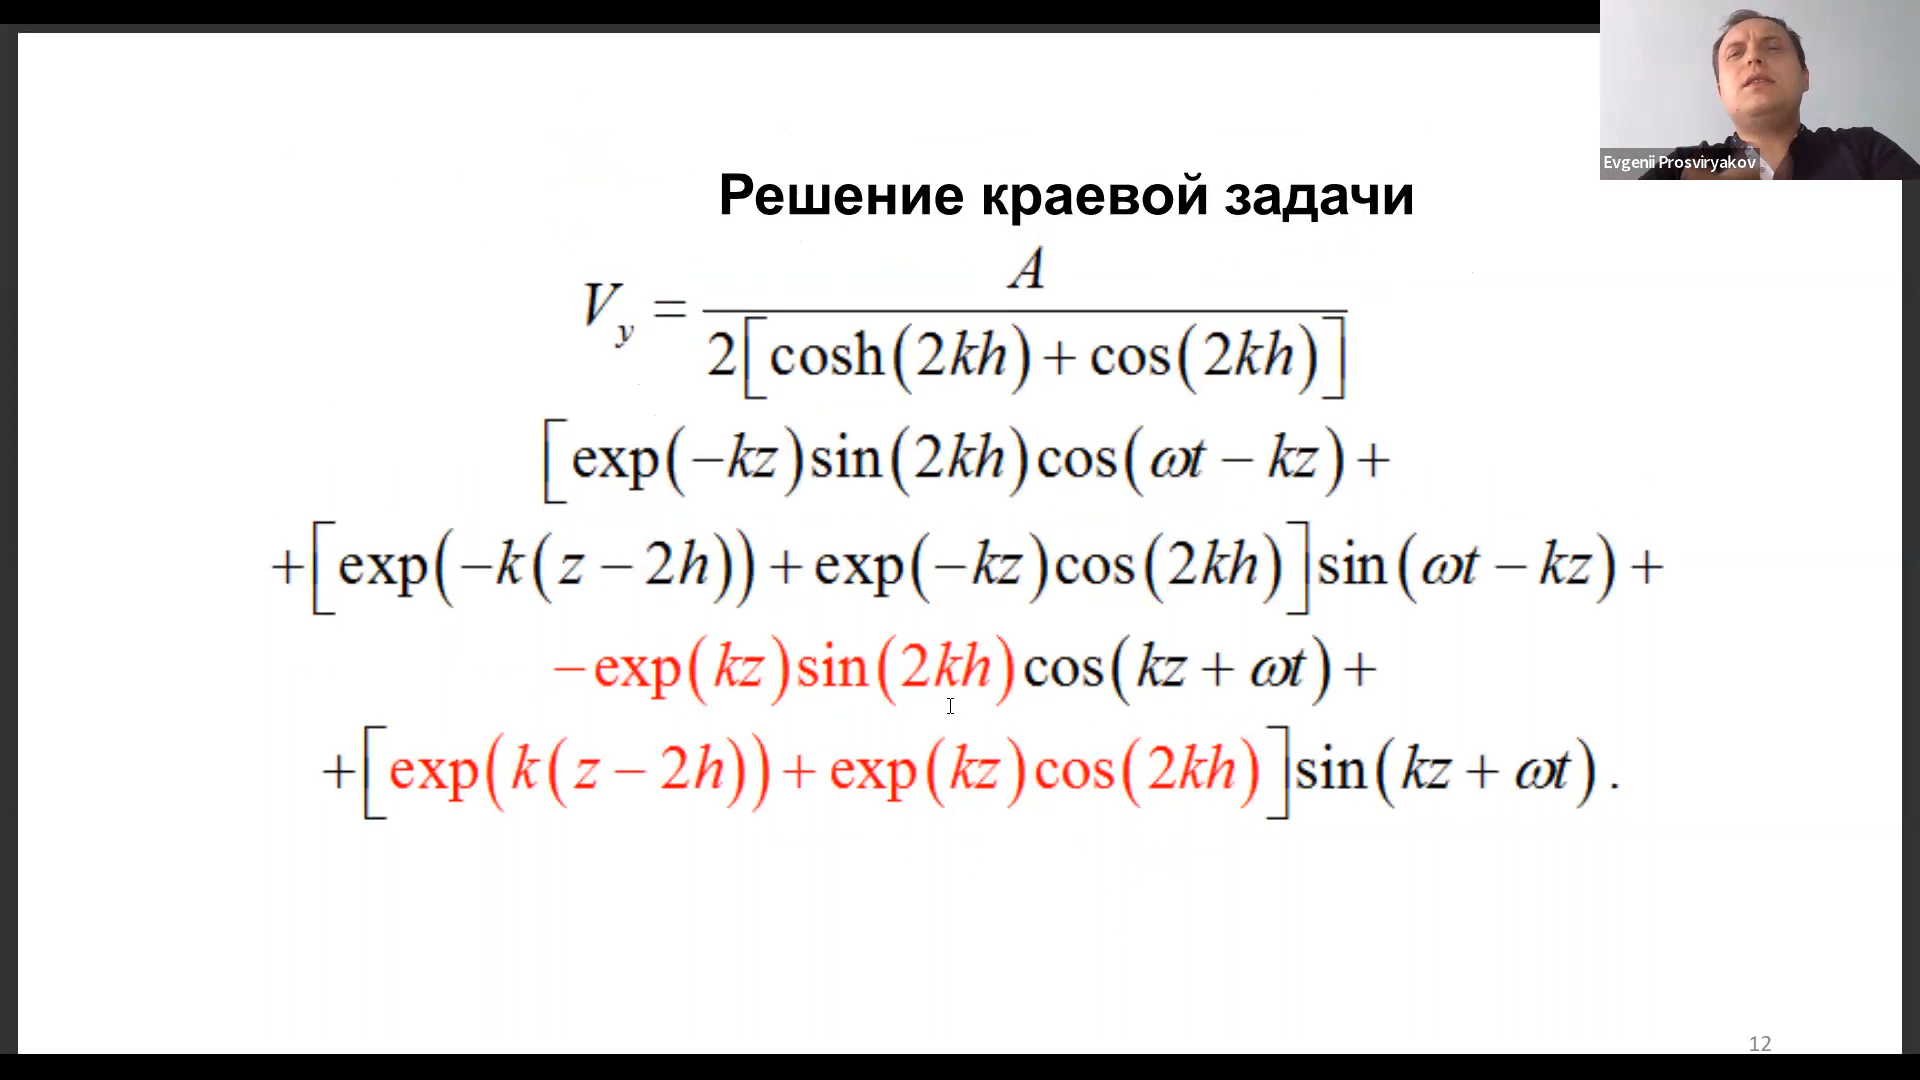 Evgenii Prosviryakov
Решение краевой задачи
V_y = A / 2[cosh(2kh) + cos(2kh)]
[exp(−kz)sin(2kh)cos(ωt − kz) +
+[exp(−k(z − 2h)) + exp(−kz)cos(2kh)]sin(ωt − kz) +
−exp(kz)sin(2kh)cos(kz + ωt) +
+[exp(k(z − 2h)) + exp(kz)cos(2kh)]sin(kz + ωt).
12